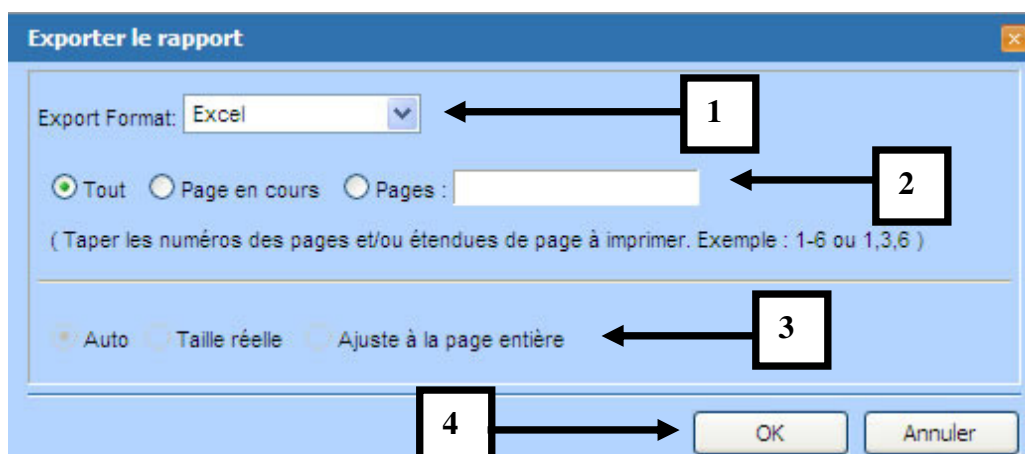 Exporter le rapport
Export Format: Excel
1
Tout Page en cours Pages :
2
( Taper les numéros des pages et/ou étendues de page à imprimer. Exemple : 1-6 ou 1,3,6 )
Auto Taille réelle Ajuste à la page entière
3
4
OK Annuler